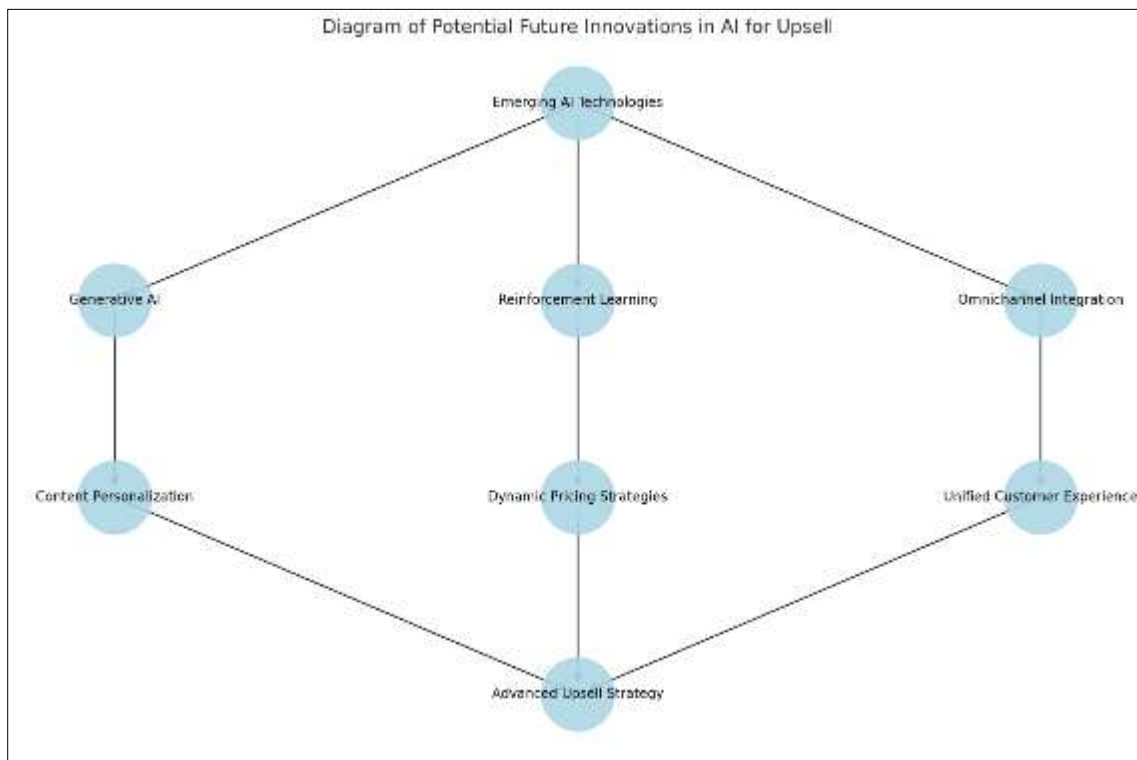 Diagram of Potential Future Innovations in AI for Upsell
Emerging AI Technologies
Generative AI
Reinforcement Learning
Omnichannel Integration
Content Personalization
Dynamic Pricing Strategies
Unified Customer Experience
Advanced Upsell Strategy